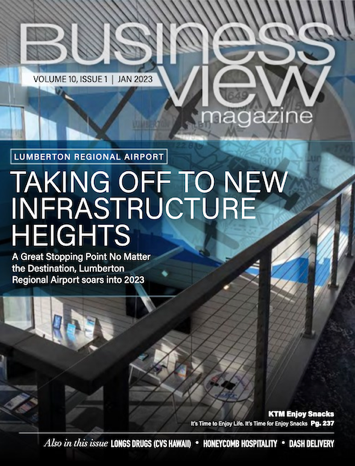 BUSINESS
VIEW
magazine
VOLUME 10, ISSUE 1 | JAN 2023
LUMBERTON REGIONAL AIRPORT
TAKING OFF TO NEW
INFRASTRUCTURE
HEIGHTS
A Great Stopping Point No Matter
the Destination, Lumberton
Regional Airport soars into 2023
KTM Enjoy Snacks
It's Time to Enjoy Life. It's Time for Enjoy Snacks Pg. 237
Also in this issue LONGS DRUGS (CVS HAWAII) • HONEYCOMB HOSPITALITY • DASH DELIVERY